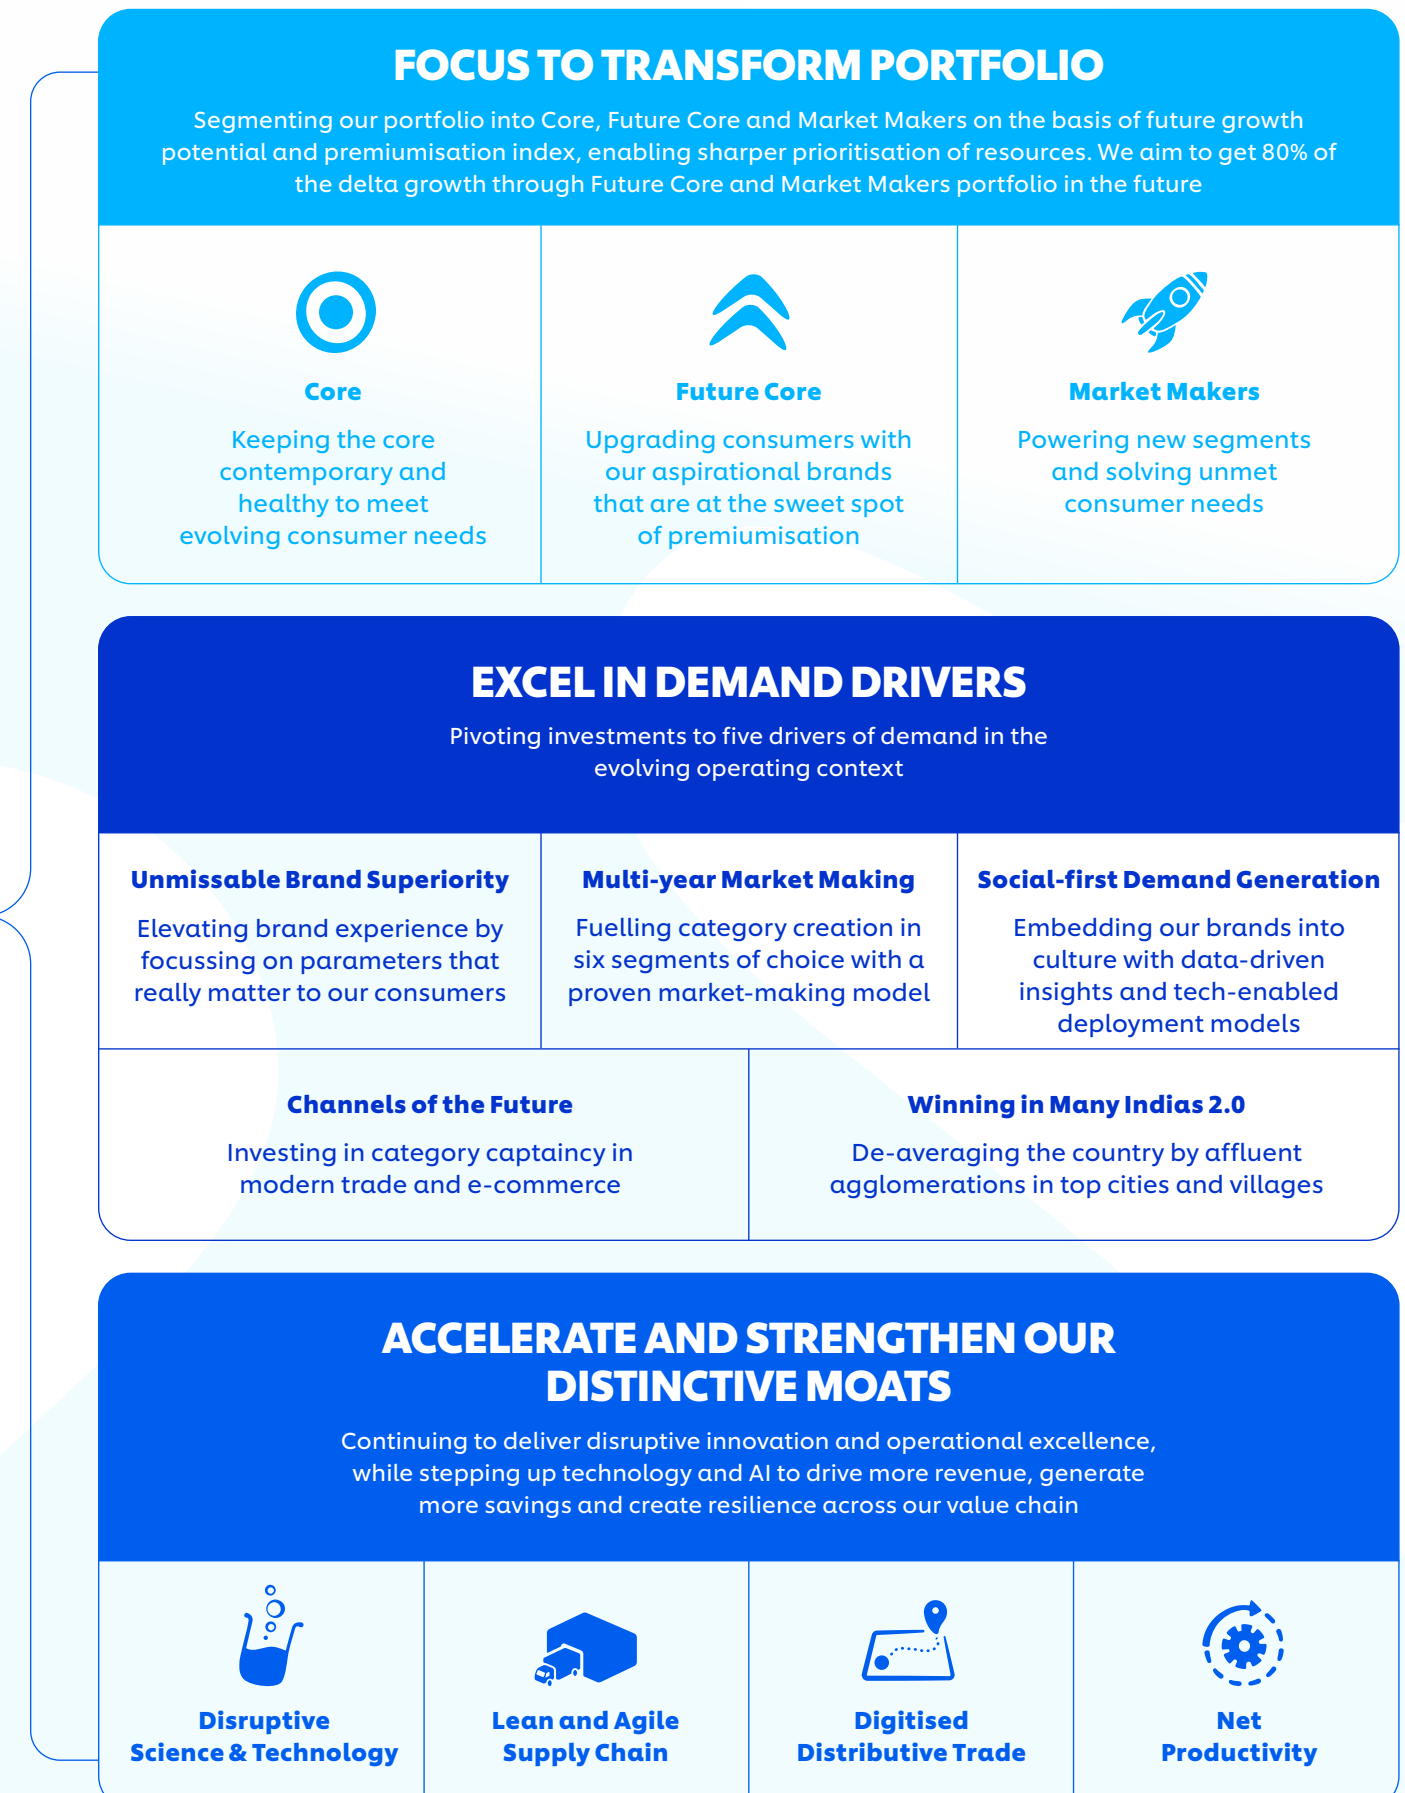 FOCUS TO TRANSFORM PORTFOLIO
Segmenting our portfolio into Core, Future Core and Market Makers on the basis of future growth
potential and premiumisation index, enabling sharper prioritisation of resources. We aim to get 80% of
the delta growth through Future Core and Market Makers portfolio in the future
Core
Keeping the core
contemporary and
healthy to meet
evolving consumer needs
Future Core
Upgrading consumers with
our aspirational brands
that are at the sweet spot
of premiumisation
Market Makers
Powering new segments
and solving unmet
consumer needs
EXCEL IN DEMAND DRIVERS
Pivoting investments to five drivers of demand in the
evolving operating context
Unmissable Brand Superiority
Elevating brand experience by
focussing on parameters that
really matter to our consumers
Multi-year Market Making
Fuelling category creation in
six segments of choice with a
proven market-making model
Social-first Demand Generation
Embedding our brands into
culture with data-driven
insights and tech-enabled
deployment models
Channels of the Future
Investing in category captaincy in
modern trade and e-commerce
Winning in Many Indias 2.0
De-averaging the country by affluent
agglomerations in top cities and villages
ACCELERATE AND STRENGTHEN OUR
DISTINCTIVE MOATS
Continuing to deliver disruptive innovation and operational excellence,
while stepping up technology and AI to drive more revenue, generate
more savings and create resilience across our value chain
Disruptive
Science & Technology
Lean and Agile
Supply Chain
Digitised
Distributive Trade
Net
Productivity